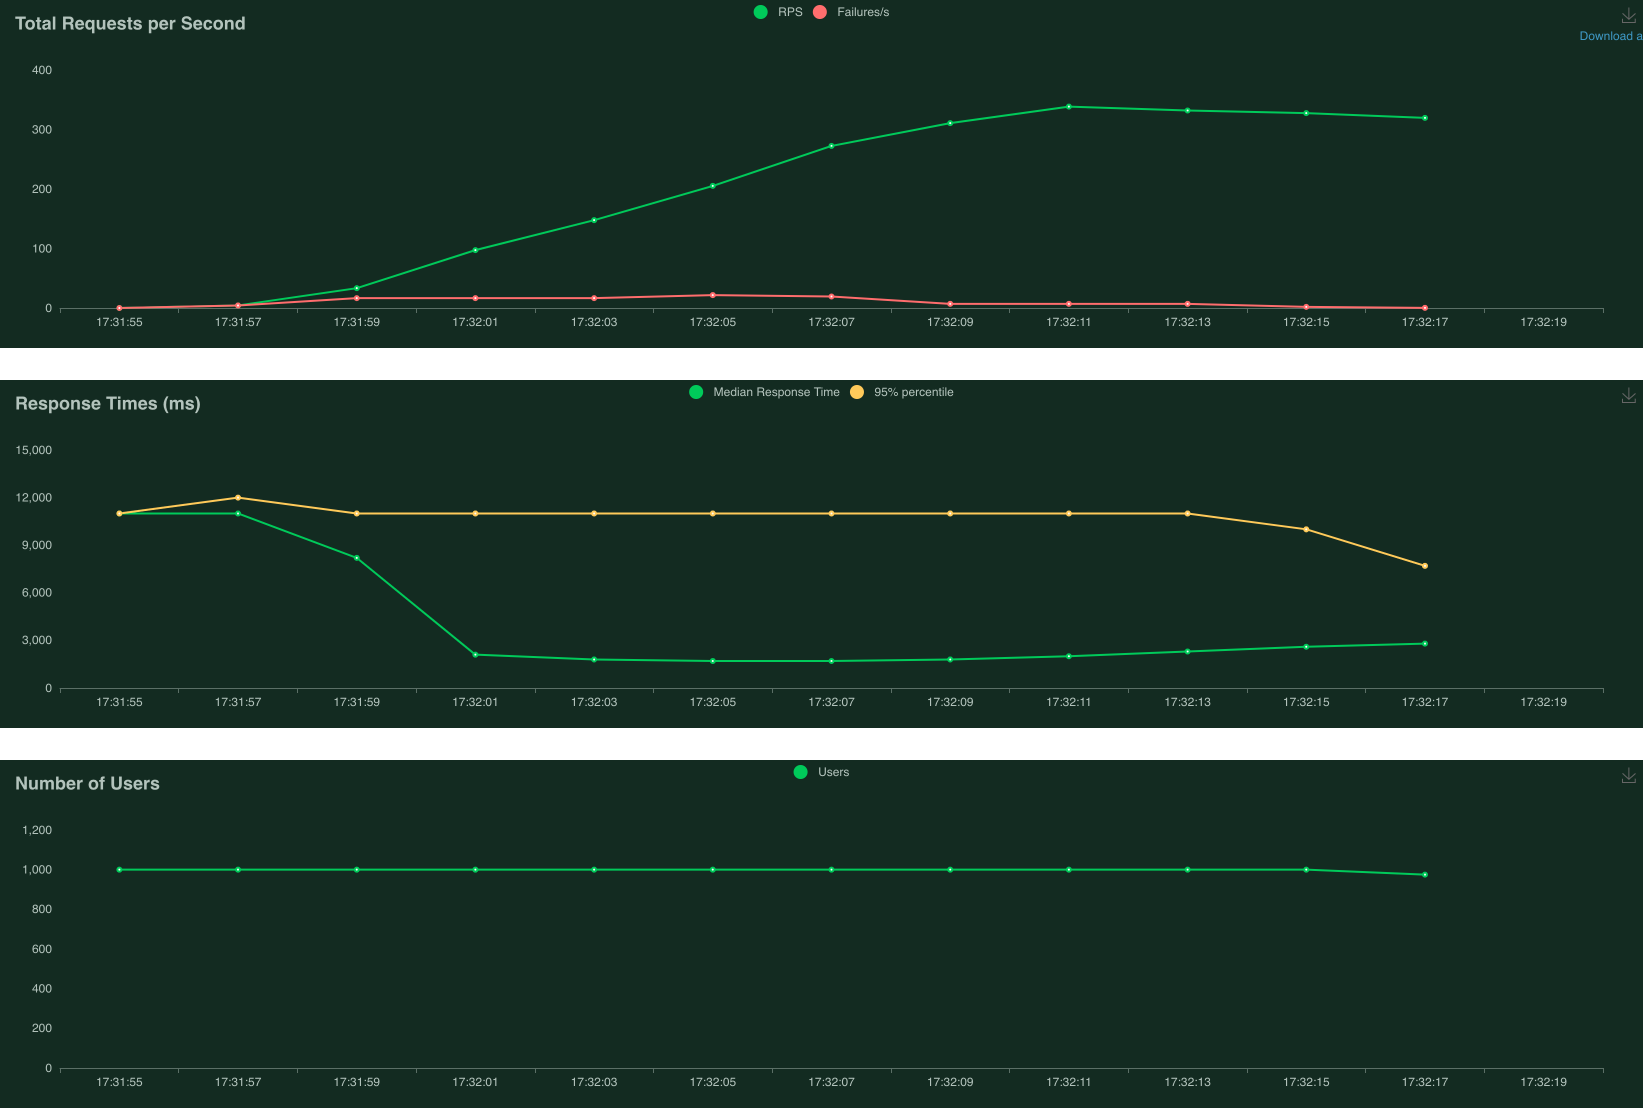 Total Requests per Second
RPS Failures/s
Download a
400
300
200
100
0
17:31:55 17:31:57 17:31:59 17:32:01 17:32:03 17:32:05 17:32:07 17:32:09 17:32:11 17:32:13 17:32:15 17:32:17 17:32:19
Response Times (ms)
Median Response Time 95% percentile
15,000
12,000
9,000
6,000
3,000
0
17:31:55 17:31:57 17:31:59 17:32:01 17:32:03 17:32:05 17:32:07 17:32:09 17:32:11 17:32:13 17:32:15 17:32:17 17:32:19
Number of Users
Users
1,200
1,000
800
600
400
200
0
17:31:55 17:31:57 17:31:59 17:32:01 17:32:03 17:32:05 17:32:07 17:32:09 17:32:11 17:32:13 17:32:15 17:32:17 17:32:19